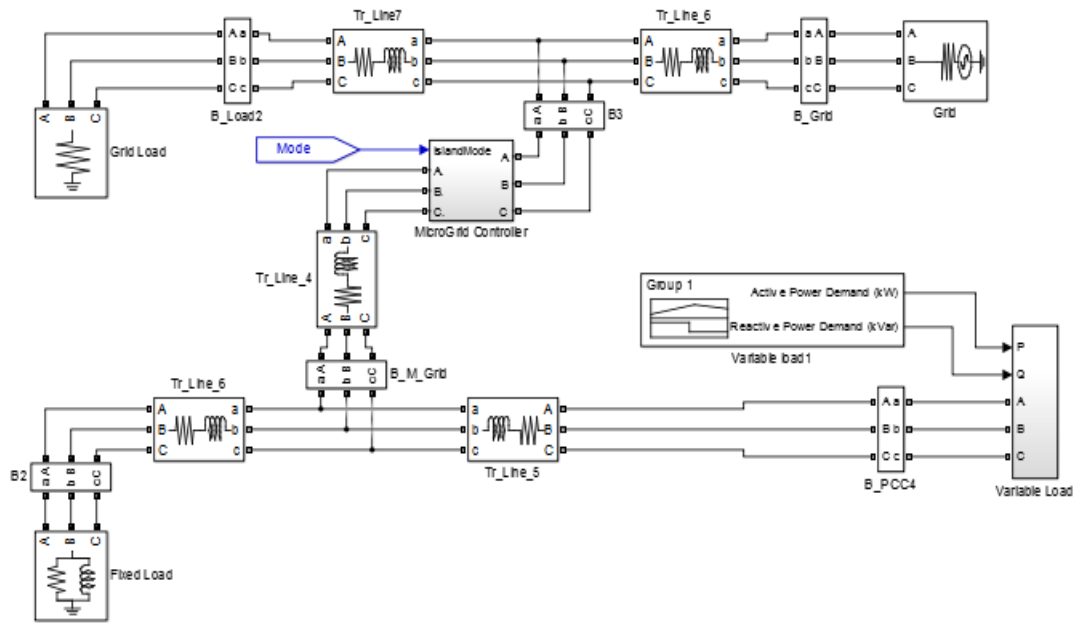 Tr_Line7
Tr_Line_6
A a
B b
C c
A a
B b
C c
A a
B b
C c
a A
b B
c C
A
B
C
B_Load2
B_Grid
Grid
A B C
Grid Load
aA bB cC
B3
Mode
IslandMode
A
B
C
A.
B.
C.
MicroGrid Controller
a b c
Tr_Line_4
A B C
Group 1
Active Power Demand (kW)
Reactive Power Demand (kVar)
Variable load1
P
Q
A
B
C
Variable Load
aA bB cC
B_M_Grid
Tr_Line_6
A a
B b
C c
a A
b B
c C
Tr_Line_5
A a
B b
C c
B_PCC4
B2
aA bB cC
A B C
Fixed Load